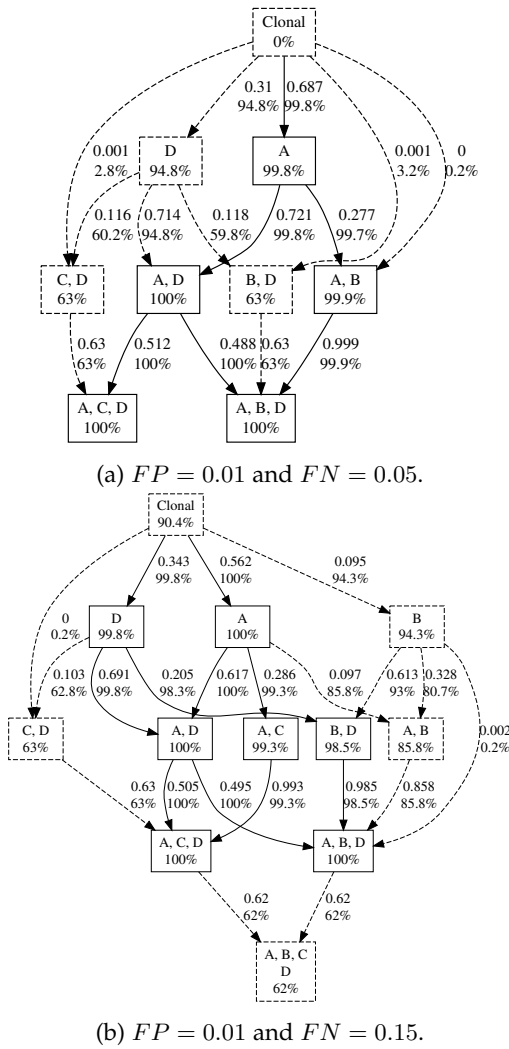 Clonal
0%
0.31 0.687
94.8% 99.8%
D
94.8%
A
99.8%
0.001
2.8%
0.001
3.2%
0
0.2%
0.116 0.714 0.118 0.721 0.277
60.2% 94.8% 59.8% 99.8% 99.7%
C, D
63%
A, D
100%
B, D
63%
A, B
99.9%
0.63 0.512 0.488 0.63 0.999
63% 100% 100% 63% 99.9%
A, C, D
100%
A, B, D
100%
(a) FP = 0.01 and FN = 0.05.
Clonal
90.4%
0.343 0.562 0.095
99.8% 100% 94.3%
D
99.8%
A
100%
B
94.3%
0
0.2%
0.103 0.691 0.205 0.617 0.286 0.097 0.613 0.328
62.8% 99.8% 98.3% 100% 99.3% 85.8% 93% 80.7%
C, D
63%
A, D
100%
A, C
99.3%
B, D
98.5%
A, B
85.8%
0.002
0.2%
0.63 0.505 0.495 0.993 0.985 0.858
63% 100% 100% 99.3% 98.5% 85.8%
A, C, D
100%
A, B, D
100%
0.62 0.62
62% 62%
A, B, C
D
62%
(b) FP = 0.01 and FN = 0.15.